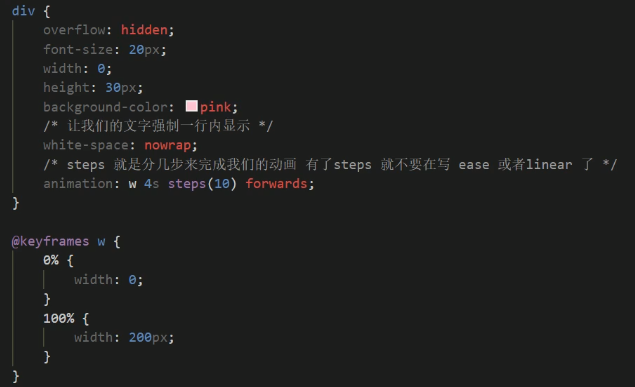 div {
    overflow: hidden;
    font-size: 20px;
    width: 0;
    height: 30px;
    background-color: pink;
    /* 让我们的文字强制一行内显示 */
    white-space: nowrap;
    /* steps 就是分几步来完成我们的动画 有了steps 就不要在写 ease 或者linear 了 */
    animation: w 4s steps(10) forwards;
}

@keyframes w {
    0% {
        width: 0;
    }
    100% {
        width: 200px;
    }
}